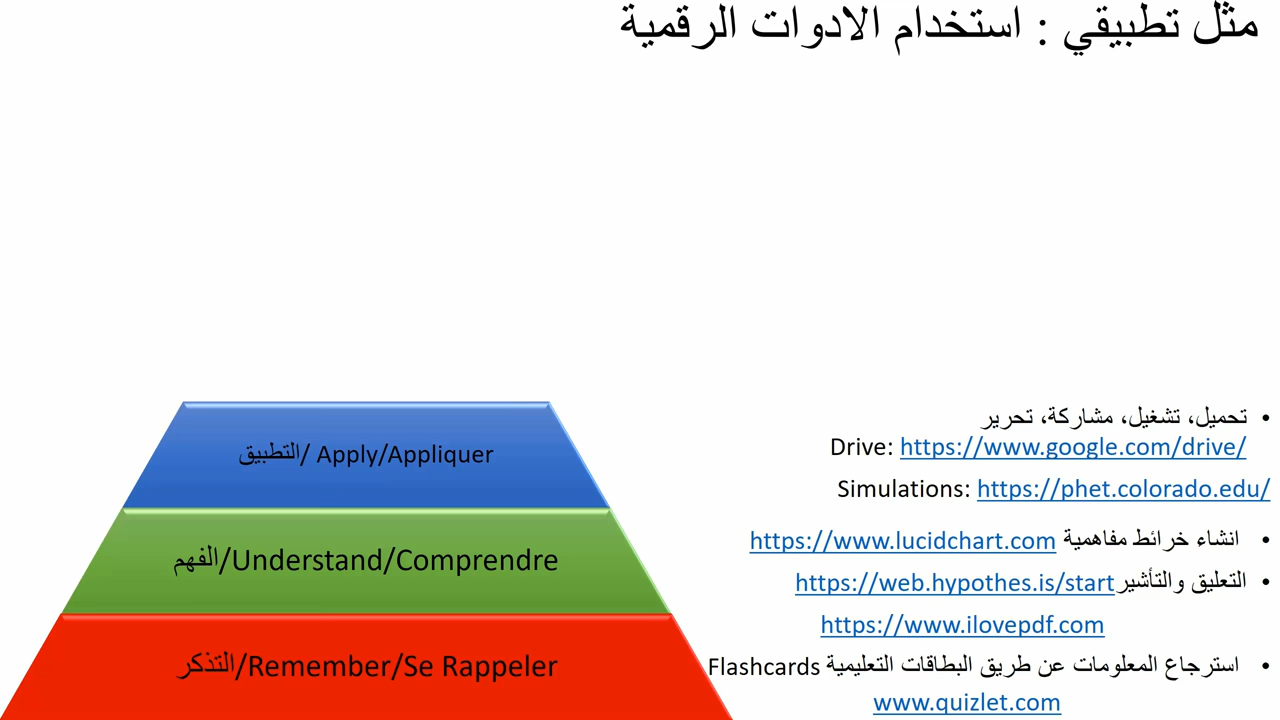 مثل تطبيقي : استخدام الادوات الرقمية
التطبيق/ Apply/Appliquer
الفهم/Understand/Comprendre
التذكر/Remember/Se Rappeler
• تحميل، تشغيل، مشاركة، تحرير
Drive: https://www.google.com/drive/
Simulations: https://phet.colorado.edu/
• انشاء خرائط مفاهمية https://www.lucidchart.com
• التعليق والتأشير https://web.hypothes.is/start
https://www.ilovepdf.com
• استرجاع المعلومات عن طريق البطاقات التعليمية Flashcards
www.quizlet.com